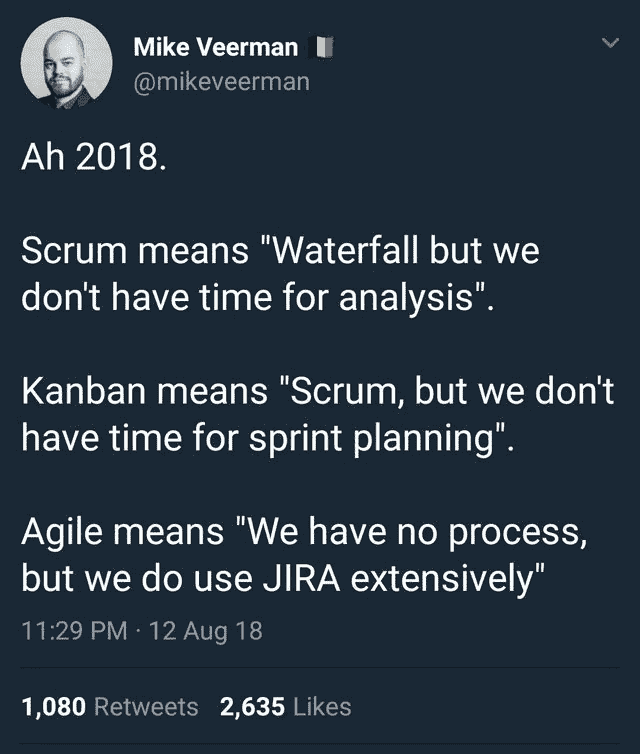 Mike Veerman
@mikeveerman
Ah 2018.
Scrum means "Waterfall but we
don't have time for analysis".
Kanban means "Scrum, but we don't
have time for sprint planning".
Agile means "We have no process,
but we do use JIRA extensively"
11:29 PM · 12 Aug 18
1,080 Retweets 2,635 Likes